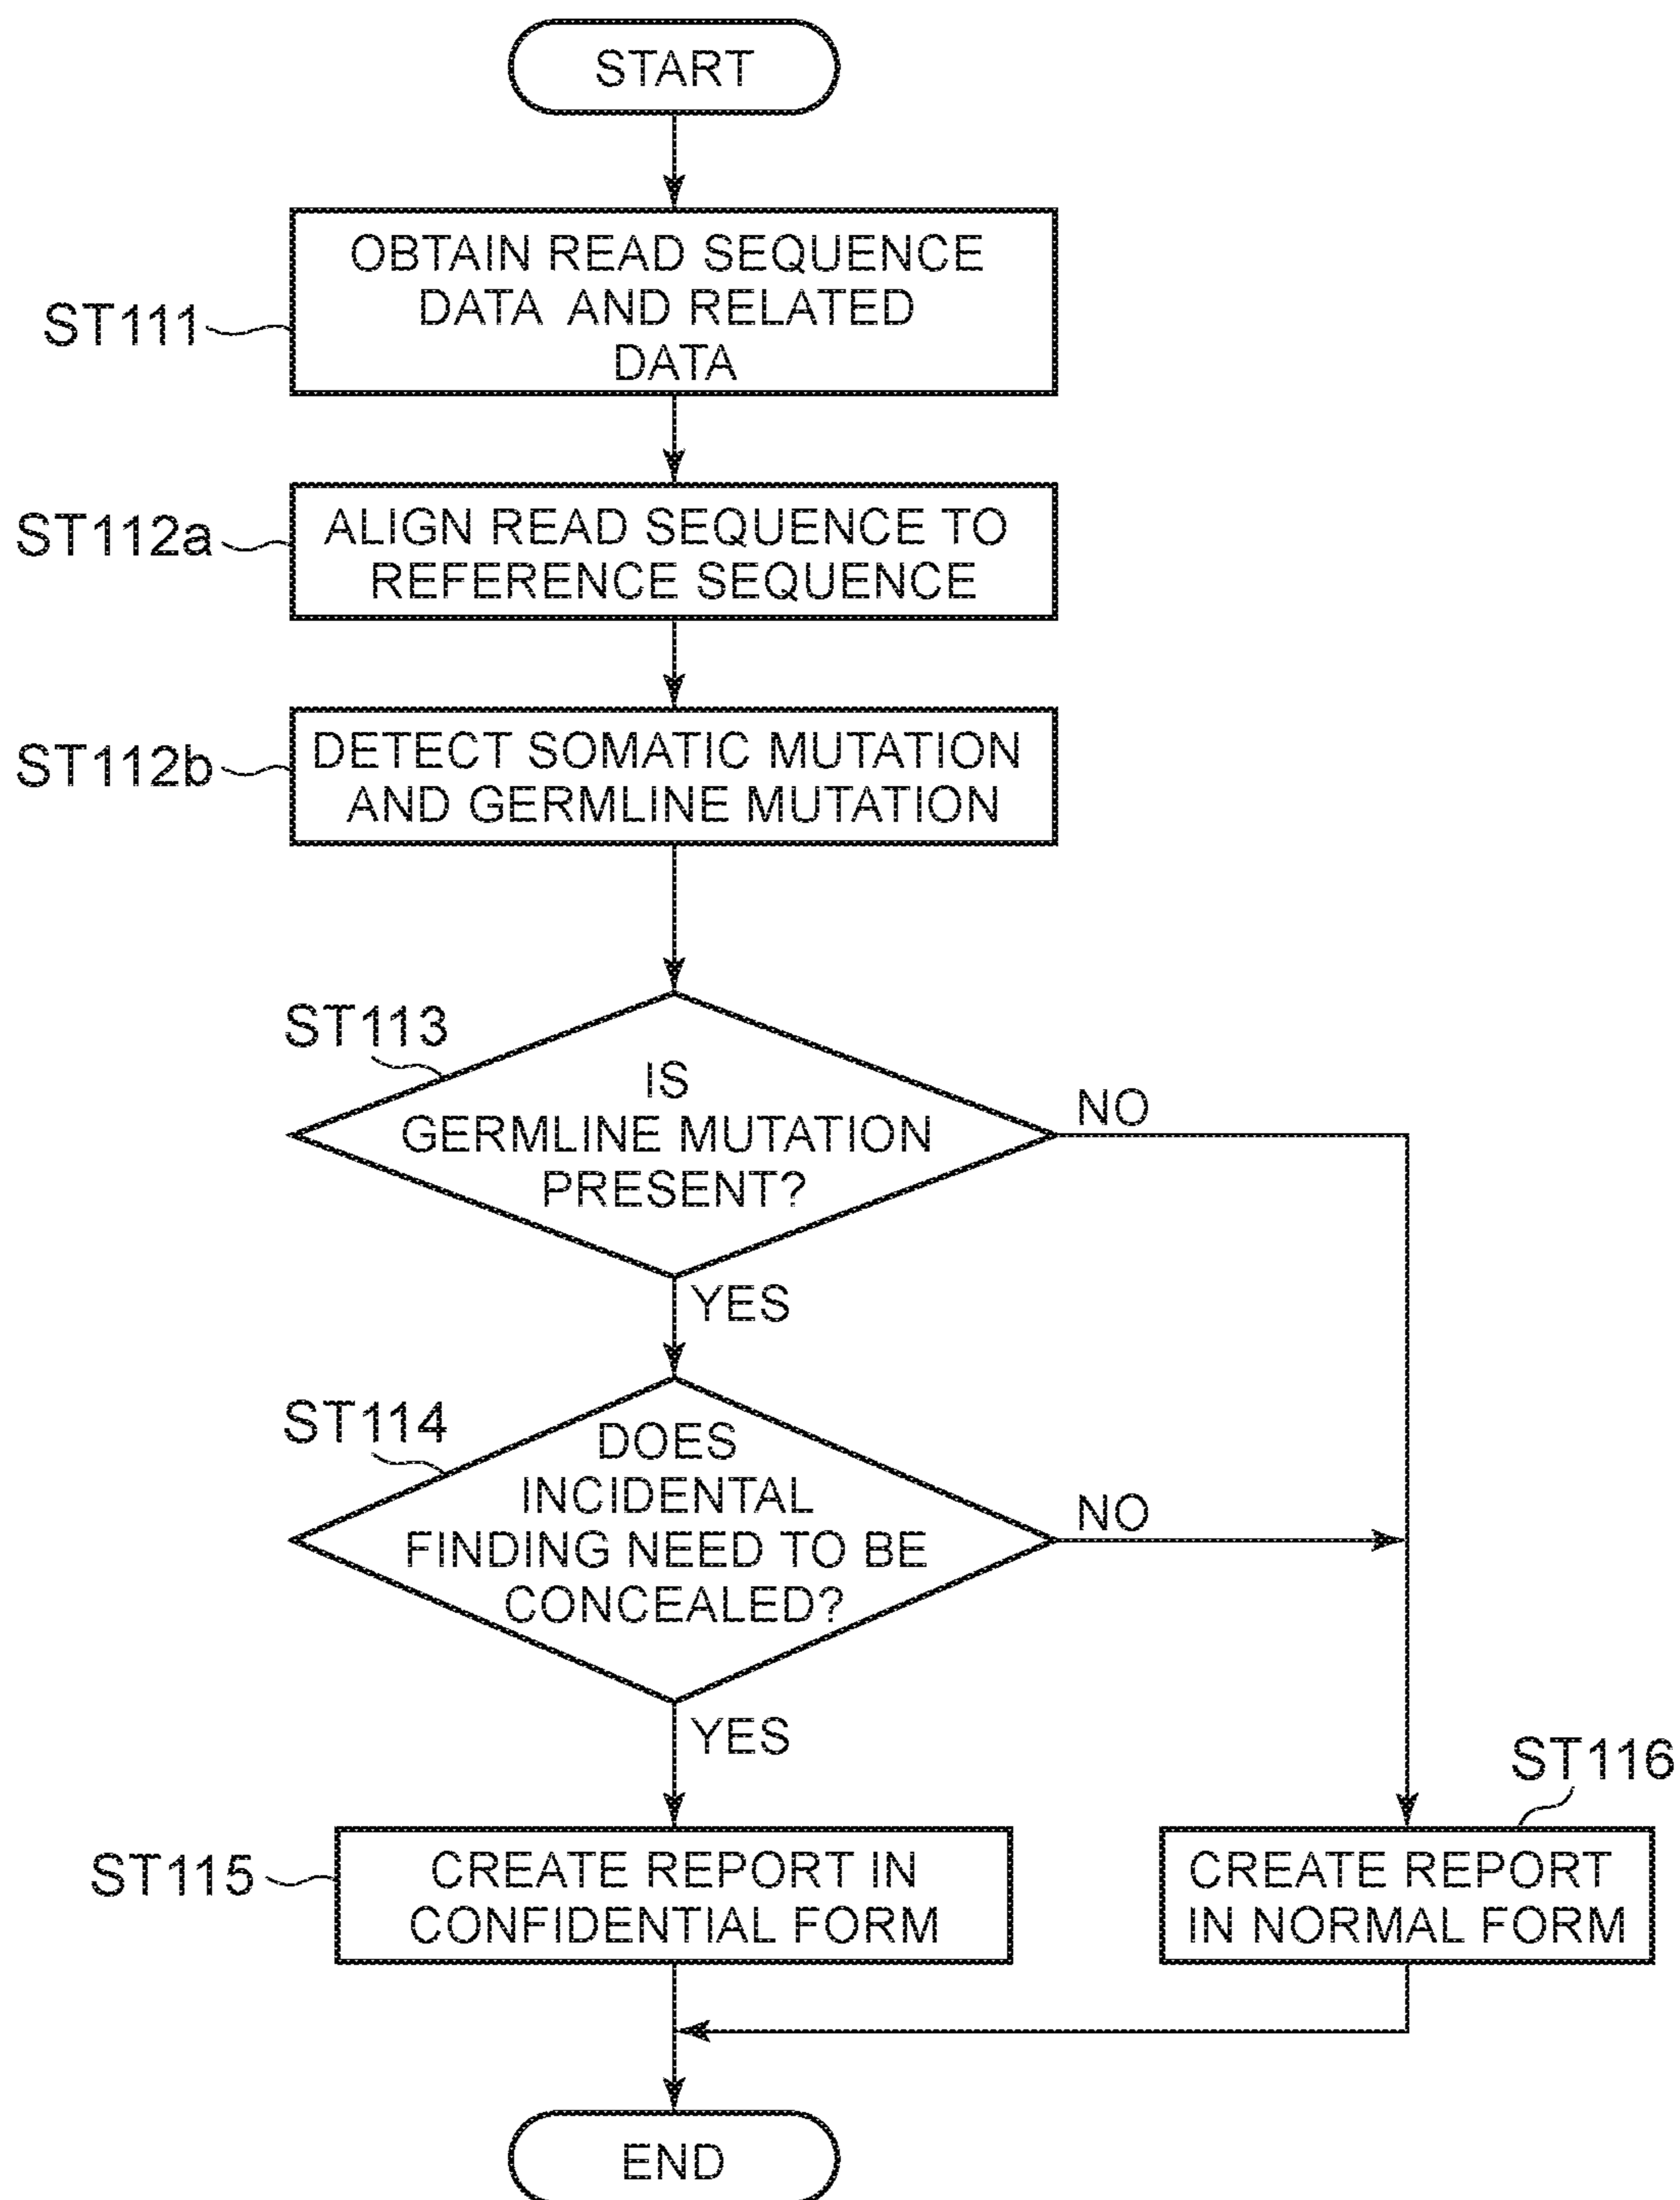 START
ST111
OBTAIN READ SEQUENCE
DATA AND RELATED
DATA
ST112a
ALIGN READ SEQUENCE TO
REFERENCE SEQUENCE
ST112b
DETECT SOMATIC MUTATION
AND GERMLINE MUTATION
ST113
IS
GERMLINE MUTATION
PRESENT?
NO
YES
ST114
DOES
INCIDENTAL
FINDING NEED TO BE
CONCEALED?
NO
YES
ST115
CREATE REPORT IN
CONFIDENTIAL FORM
ST116
CREATE REPORT
IN NORMAL FORM
END